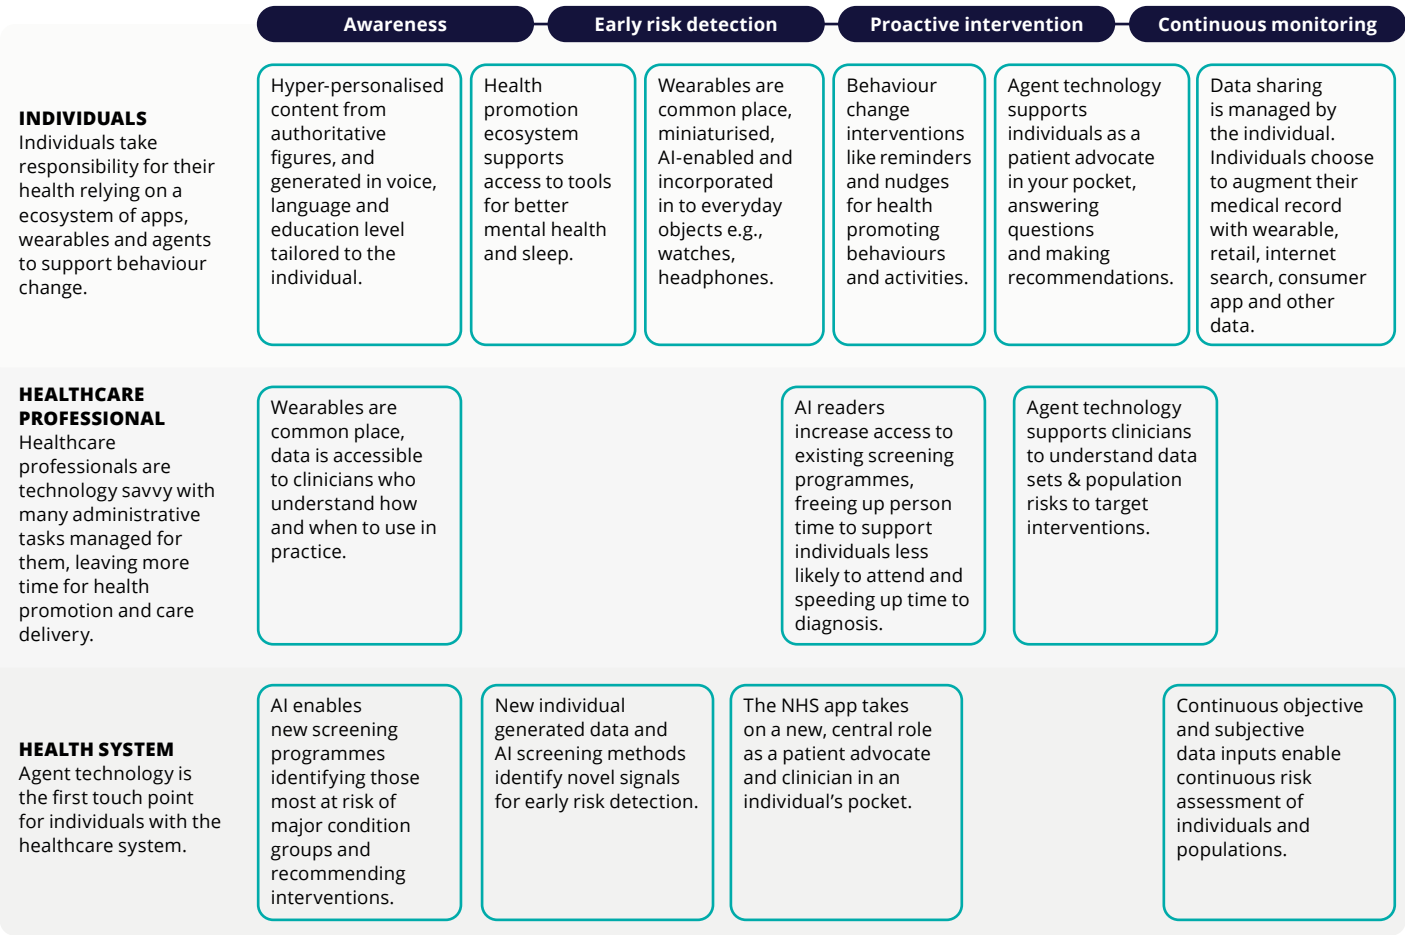 Awareness
Early risk detection
Proactive intervention
Continuous monitoring
INDIVIDUALS
Individuals take
responsibility for their
health relying on a
ecosystem of apps,
wearables and agents
to support behaviour
change.
Hyper-personalised
content from
authoritative
figures, and
generated in voice,
language and
education level
tailored to the
individual.
Health
promotion
ecosystem
supports
access to tools
for better
mental health
and sleep.
Wearables are
common place,
miniaturised,
AI-enabled and
incorporated
in to everyday
objects e.g.,
watches,
headphones.
Behaviour
change
interventions
like reminders
and nudges
for health
promoting
behaviours
and activities.
Agent technology
supports
individuals as a
patient advocate
in your pocket,
answering
questions
and making
recommendations.
Data sharing
is managed by
the individual.
Individuals choose
to augment their
medical record
with wearable,
retail, internet
search, consumer
app and other
data.
HEALTHCARE
PROFESSIONAL
Healthcare
professionals are
technology savvy with
many administrative
tasks managed for
them, leaving more
time for health
promotion and care
delivery.
Wearables are
common place,
data is accessible
to clinicians who
understand how
and when to use in
practice.
AI readers
increase access to
existing screening
programmes,
freeing up person
time to support
individuals less
likely to attend and
speeding up time to
diagnosis.
Agent technology
supports clinicians
to understand data
sets & population
risks to target
interventions.
HEALTH SYSTEM
Agent technology is
the first touch point
for individuals with the
healthcare system.
AI enables
new screening
programmes
identifying those
most at risk of
major condition
groups and
recommending
interventions.
New individual
generated data and
AI screening methods
identify novel signals
for early risk detection.
The NHS app takes
on a new, central role
as a patient advocate
and clinician in an
individual’s pocket.
Continuous objective
and subjective
data inputs enable
continuous risk
assessment of
individuals and
populations.